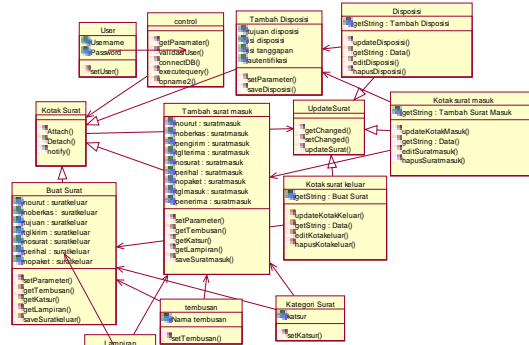 User
Username
Password
setUser()
control
getParamater()
validasUser()
connectDB()
executequery()
opname2()
Tambah Disposisi
tujuan disposisi
isi disposisi
isi tanggapan
autentifikasi
setParameter()
saveDisposisi()
Disposisi
getString : Tambah Disposisi
updateDisposisi()
getString()
editDisposisi()
hapusDisposisi()
Kotak Surat
Attach()
Detach()
notify()
Tambah surat masuk
nourut : suratmasuk
noberkas : suratmasuk
pengirim : suratmasuk
tglterima : suratmasuk
nosurat : suratmasuk
perihal : suratmasuk
nopaket : suratmasuk
tglmasuk : suratmasuk
penerima : suratmasuk
setParameter()
getTembusan()
getKatsur()
getLampiran()
saveSuratmasuk()
UpdateSurat
getChanged()
setChanged()
updateSurat()
Kotak surat masuk
getString : Tambah Surat Masuk
updateKotakMasuk()
getString : Data()
editSuratmasuk()
hapusSuratmasuk()
Buat Surat
nourut : suratkeluar
noberkas : suratkeluar
tujuan : suratkeluar
tglkirim : suratkeluar
nosurat : suratkeluar
perihal : suratkeluar
nopaket : suratkeluar
setParameter()
getTembusan()
getKatsur()
getLampiran()
saveSuratkeluar()
Kotak surat keluar
getString : Buat Surat
updateKotakKeluar()
getString : Data()
editKotakeluar()
hapusKotakeluar()
tembusan
Nama tembusan
setTembusan()
Kategori Surat
katsur
setKatsur()
Lampiran